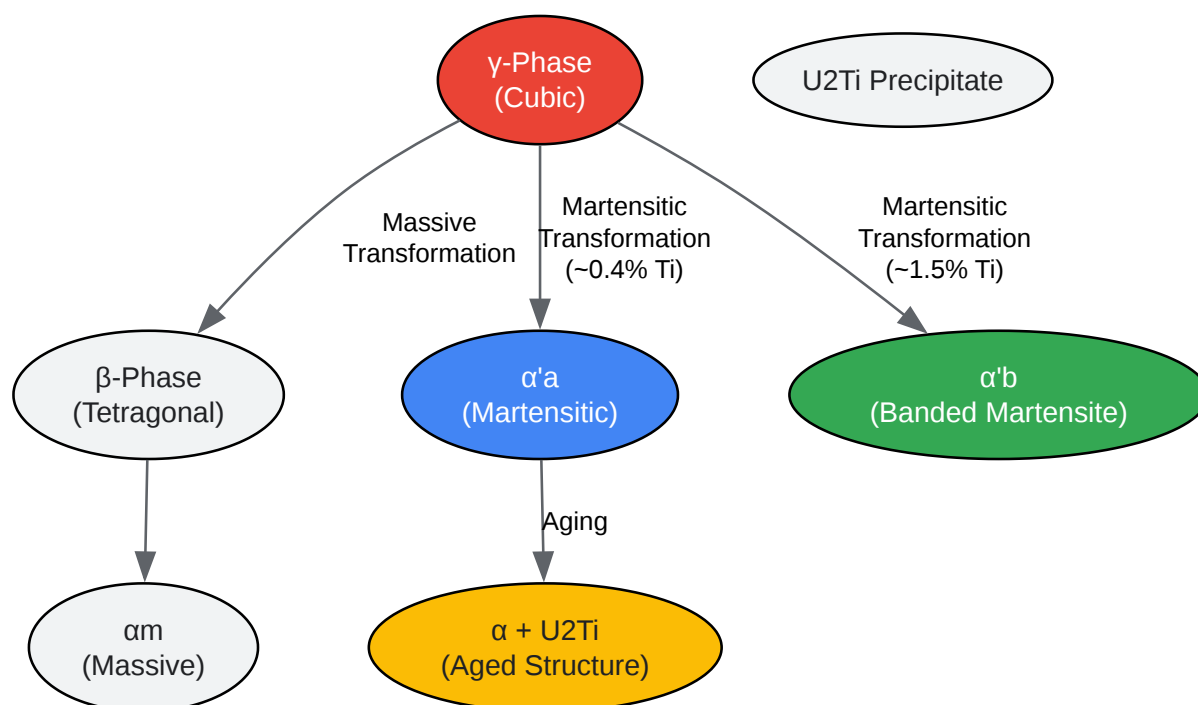 γ-Phase
(Cubic)
U2Ti Precipitate
Massive
Transformation
Martensitic
Transformation
(~0.4% Ti)
Martensitic
Transformation
(~1.5% Ti)
β-Phase
(Tetragonal)
α'a
(Martensitic)
α'b
(Banded Martensite)
Aging
αm
(Massive)
α + U2Ti
(Aged Structure)